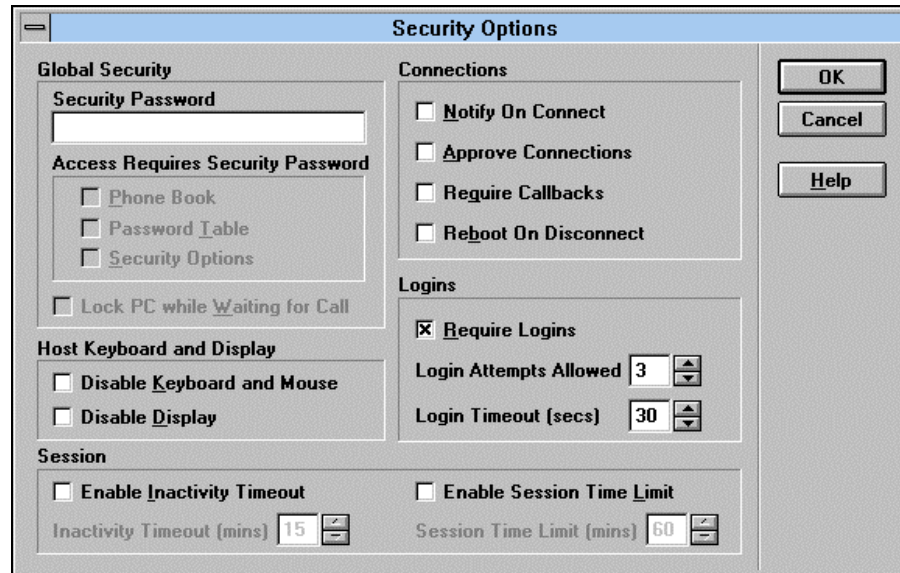 Security Options
Global Security
Security Password
Access Requires Security Password
Phone Book
Password Table
Security Options
Lock PC while Waiting for Call
Host Keyboard and Display
Disable Keyboard and Mouse
Disable Display
Connections
Notify On Connect
Approve Connections
Require Callbacks
Reboot On Disconnect
Logins
Require Logins
Login Attempts Allowed 3
Login Timeout (secs) 30
Session
Enable Inactivity Timeout
Inactivity Timeout (mins) 15
Enable Session Time Limit
Session Time Limit (mins) 60
OK
Cancel
Help